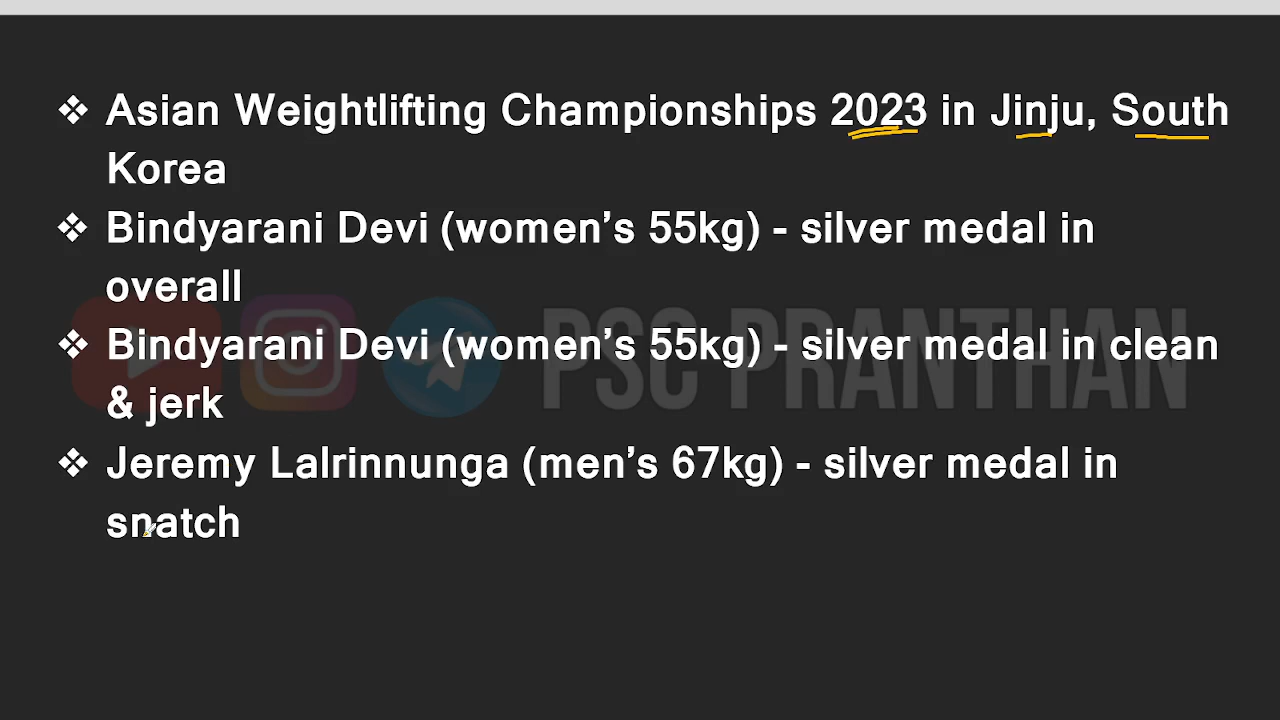 ❖ Asian Weightlifting Championships 2023 in Jinju, South
Korea
❖ Bindyarani Devi (women’s 55kg) - silver medal in
overall
❖ Bindyarani Devi (women’s 55kg) - silver medal in clean
& jerk
❖ Jeremy Lalrinnunga (men’s 67kg) - silver medal in
snatch
PSC PRANTHAN